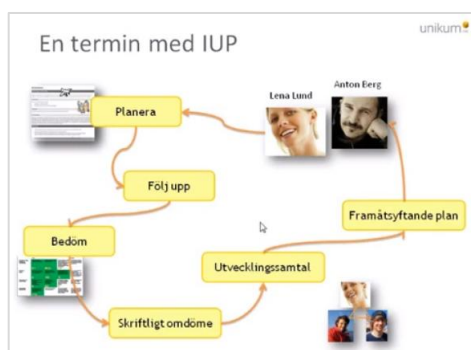 unikum
En termin med IUP
Lena Lund
Anton Berg
Planera
Följ upp
Framåtsyftande plan
Bedöm
Utvecklingssamtal
Skriftligt omdöme